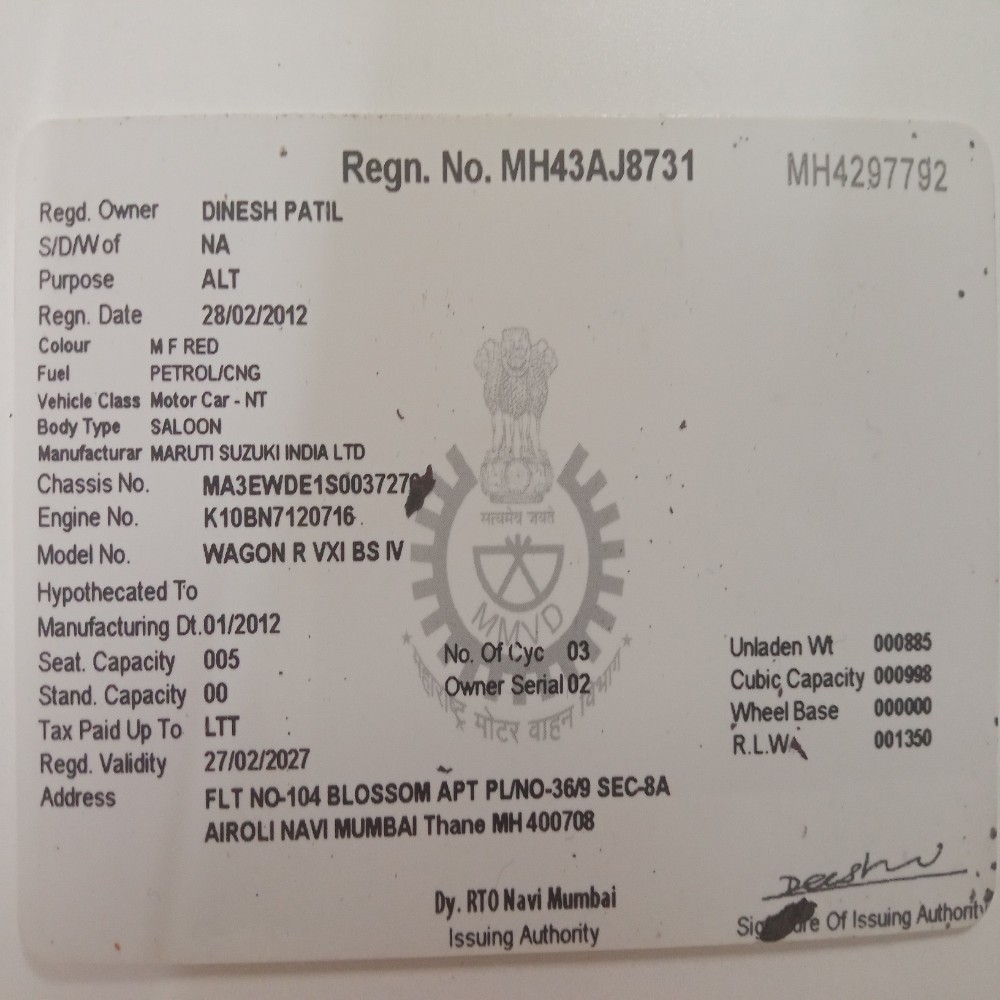 Regn. No. MH43AJ8731 MH4297792
Regd. Owner DINESH PATIL
S/D/W of NA
Purpose ALT
Regn. Date 28/02/2012
Colour M F RED
Fuel PETROL/CNG
Vehicle Class Motor Car - NT
Body Type SALOON
Manufacturar MARUTI SUZUKI INDIA LTD
Chassis No.
Engine No. K10BN7120716
Model No. WAGON R VXI BS IV
सत्यमेव जयते
MMVD
महाराष्ट्र मोटर वाहन विभाग
Hypothecated To
Manufacturing Dt.01/2012
Seat. Capacity 005 No. Of Cyc 03 Unladen Wt 000885
Stand. Capacity 00 Owner Serial 02 Cubic Capacity 000998
Tax Paid Up To LTT Wheel Base 000000
Regd. Validity 27/02/2027 R.L.W 001350
Address FLT NO-104 BLOSSOM APT PL/NO-36/9 SEC-8A
AIROLI NAVI MUMBAI Thane MH 400708
Dy. RTO Navi Mumbai
Issuing Authority
Signature Of Issuing Authority